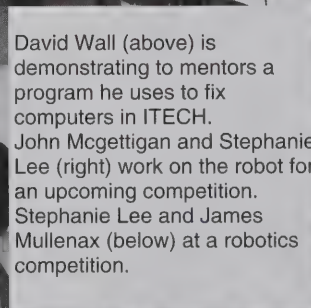 David Wall (above) is
demonstrating to mentors a
program he uses to fix
computers in ITECH.
John Mcgettigan and Stephanie
Lee (right) work on the robot for
an upcoming competition.
Stephanie Lee and James
Mullenax (below) at a robotics
competition.